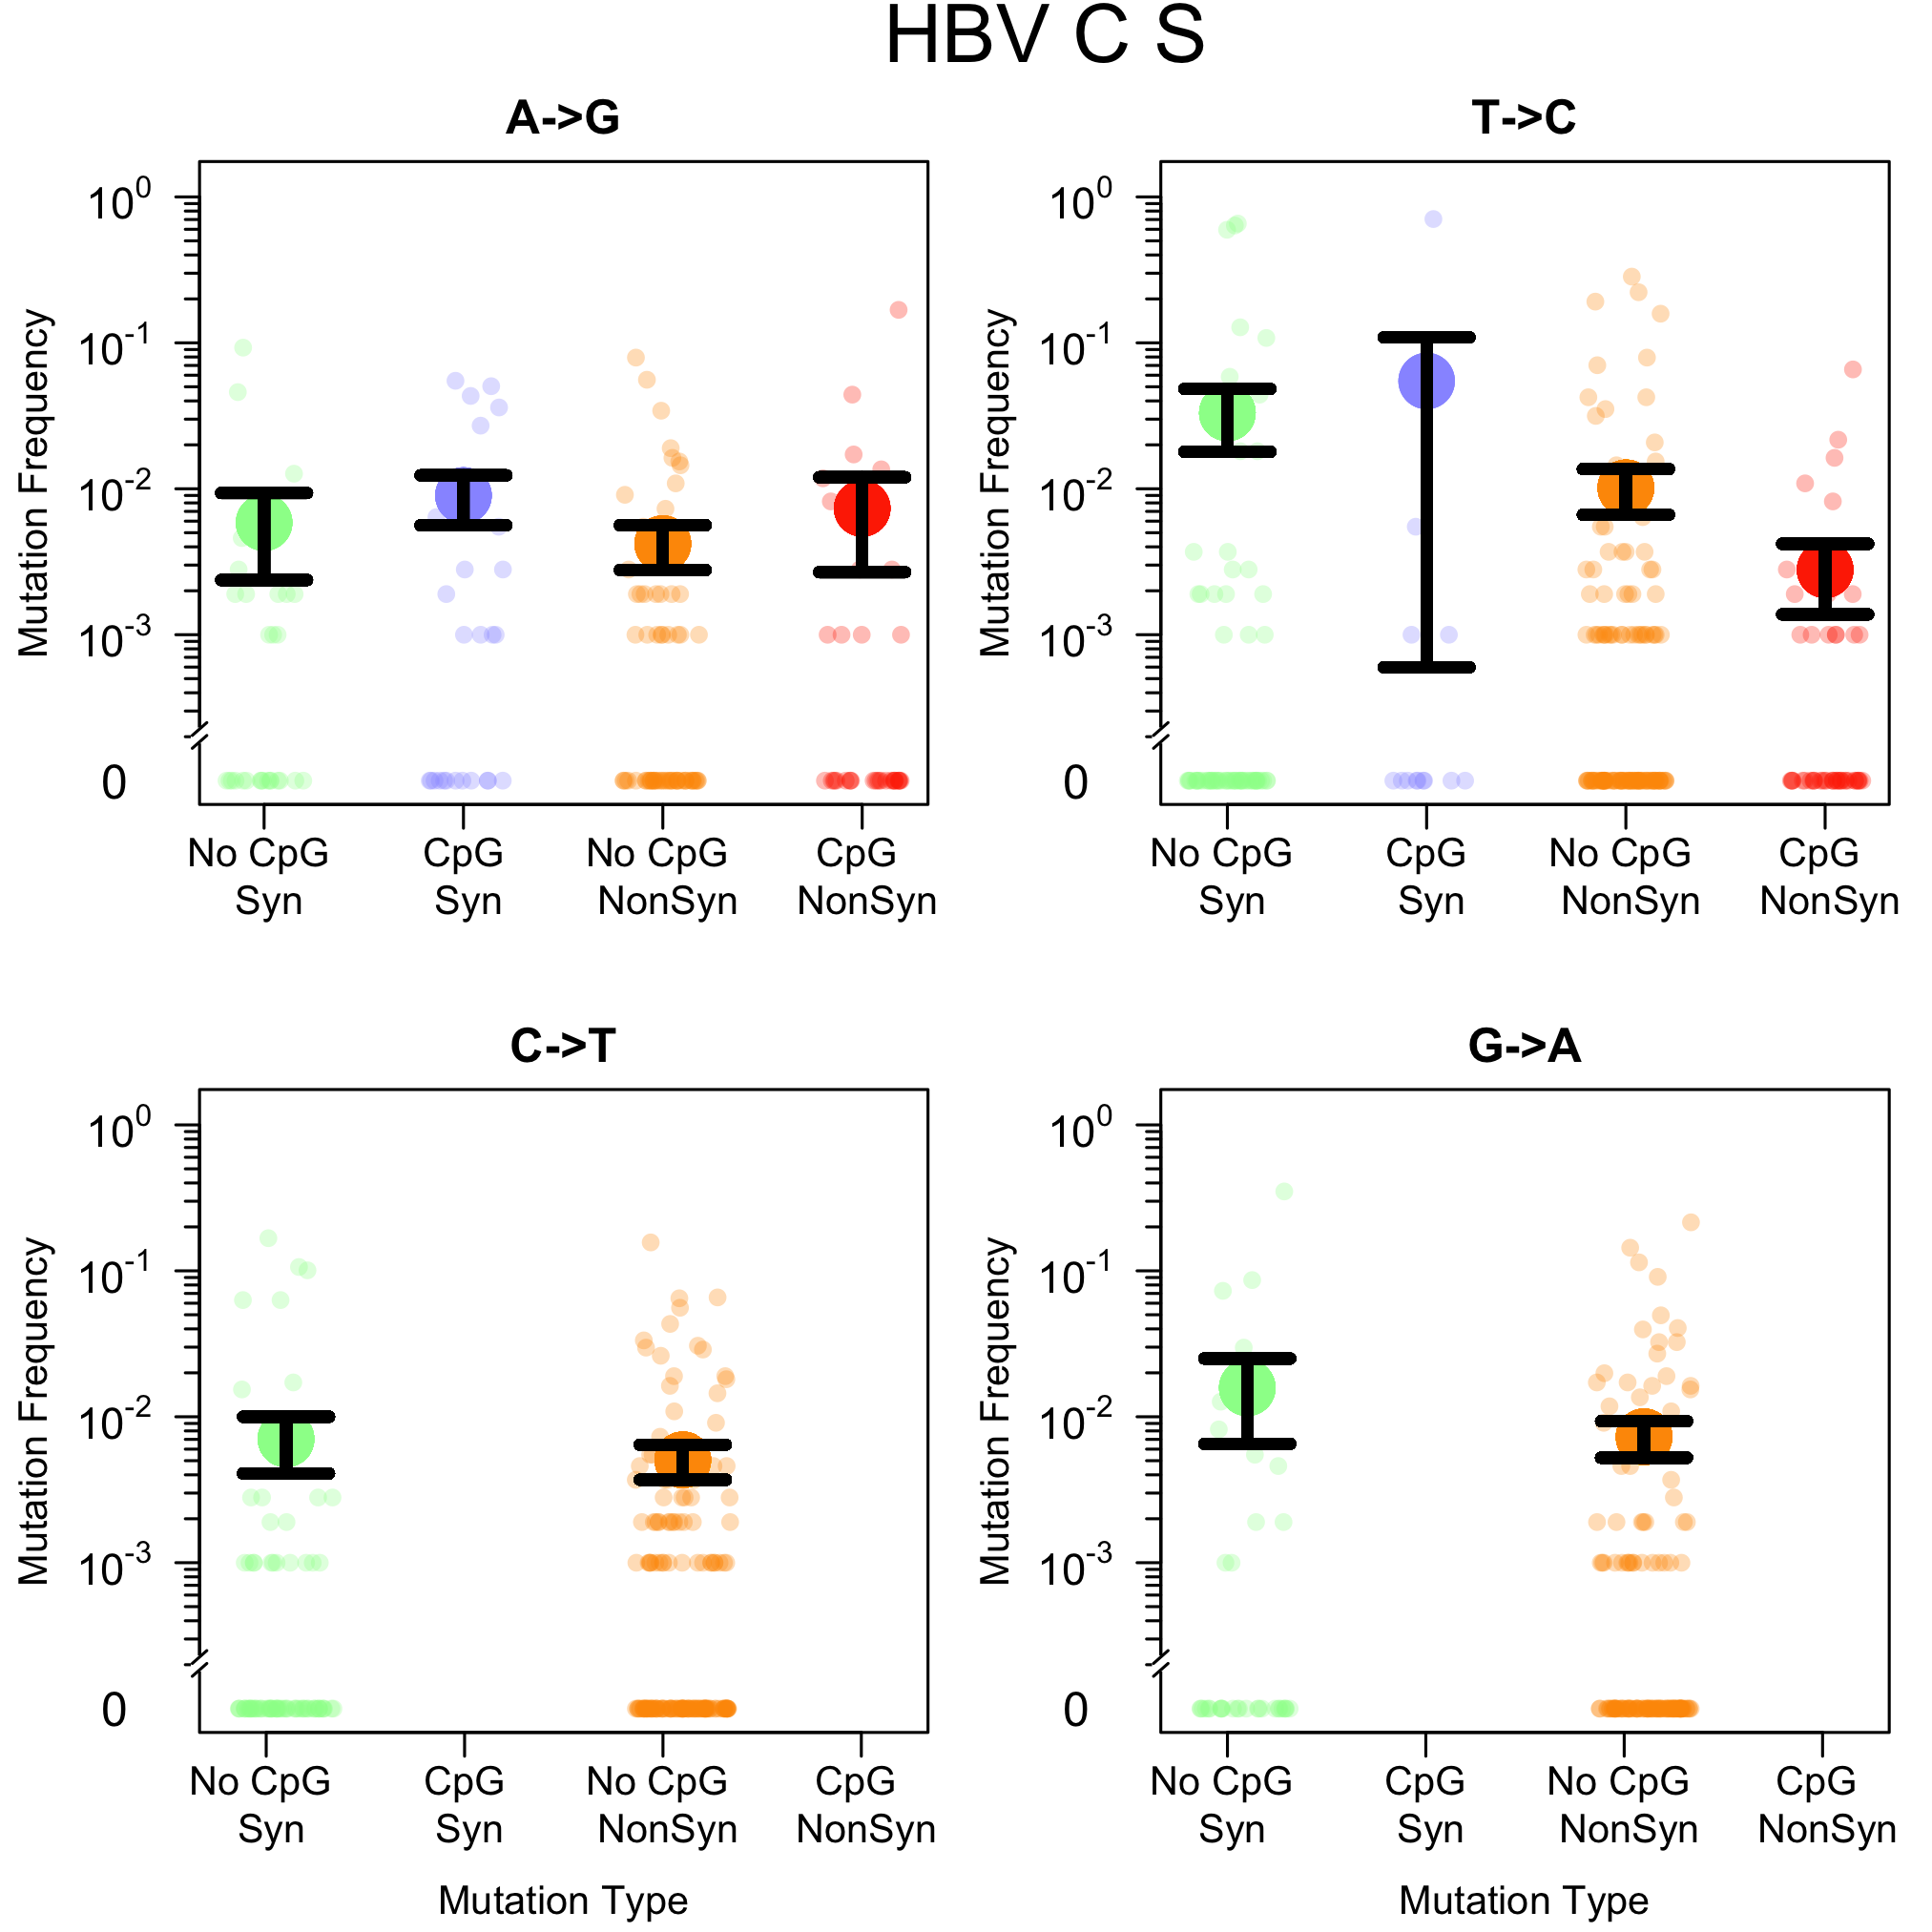 HBV C S
A->G
T->C
Mutation Frequency
10^0
10^-1
10^-2
10^-3
0
No CpG CpG No CpG CpG
Syn Syn NonSyn NonSyn
Mutation Frequency
10^0
10^-1
10^-2
10^-3
0
No CpG CpG No CpG CpG
Syn Syn NonSyn NonSyn
C->T
G->A
Mutation Frequency
10^0
10^-1
10^-2
10^-3
0
No CpG CpG No CpG CpG
Syn Syn NonSyn NonSyn
Mutation Type
Mutation Frequency
10^0
10^-1
10^-2
10^-3
0
No CpG CpG No CpG CpG
Syn Syn NonSyn NonSyn
Mutation Type